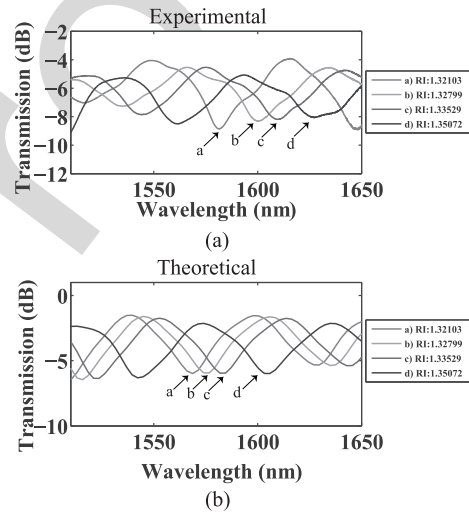 Experimental
Transmission (dB)
−2
−4
−6
−8
−10
−12
a
b
c
d
1550
1600
1650
Wavelength (nm)
a) RI:1.32103
b) RI:1.32799
c) RI:1.33529
d) RI:1.35072
(a)
Theoretical
Transmission (dB)
0
−5
−10
a
b
c
d
1550
1600
1650
Wavelength (nm)
a) RI:1.32103
b) RI:1.32799
c) RI:1.33529
d) RI:1.35072
(b)